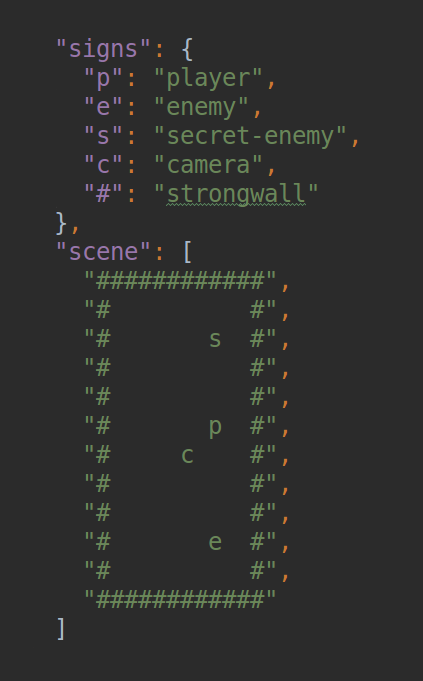 "signs": {
  "p": "player",
  "e": "enemy",
  "s": "secret-enemy",
  "c": "camera",
  "#": "strongwall"
},
"scene": [
  "############",
  "#          #",
  "#       s  #",
  "#          #",
  "#          #",
  "#       p  #",
  "#     c    #",
  "#          #",
  "#          #",
  "#       e  #",
  "#          #",
  "############"
]